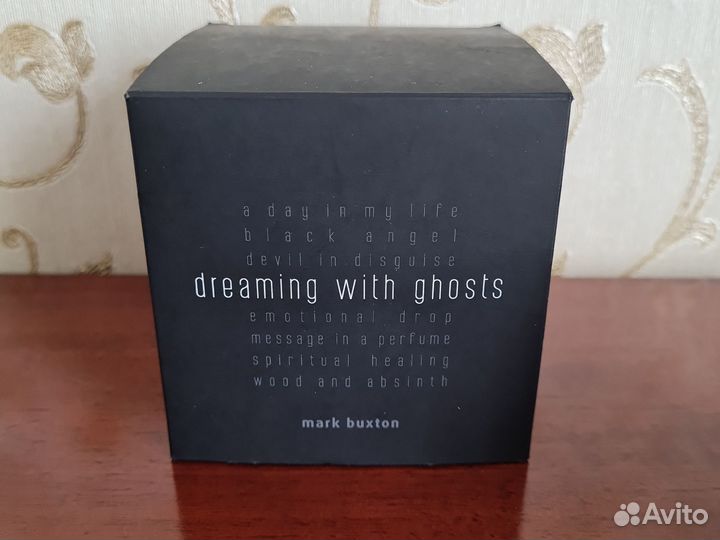 a day in my life
black angel
devil in disguise
dreaming with ghosts
emotional drop
message in a perfume
spiritual healing
wood and absinth
mark buxton
Avito